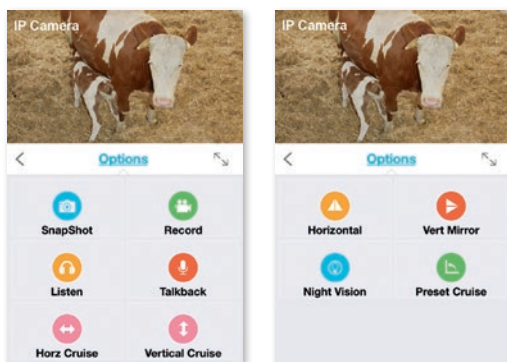 IP Camera
Options
SnapShot
Record
Listen
Talkback
Horz Cruise
Vertical Cruise
IP Camera
Options
Horizontal
Vert Mirror
Night Vision
Preset Cruise